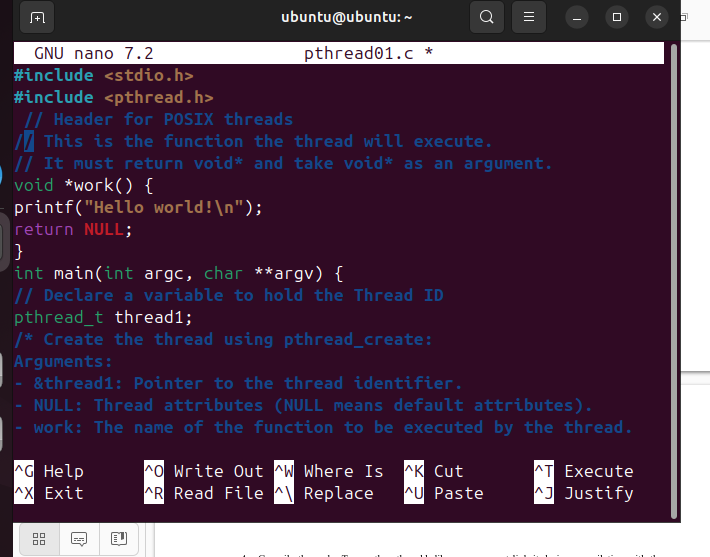 ubuntu@ubuntu: ~
GNU nano 7.2 pthread01.c *
#include <stdio.h>
#include <pthread.h>
// Header for POSIX threads
// This is the function the thread will execute.
// It must return void* and take void* as an argument.
void *work() {
printf("Hello world!\n");
return NULL;
}
int main(int argc, char **argv) {
// Declare a variable to hold the Thread ID
pthread_t thread1;
/* Create the thread using pthread_create:
Arguments:
- &thread1: Pointer to the thread identifier.
- NULL: Thread attributes (NULL means default attributes).
- work: The name of the function to be executed by the thread.
^G Help ^O Write Out ^W Where Is ^K Cut ^T Execute
^X Exit ^R Read File ^\ Replace ^U Paste ^J Justify